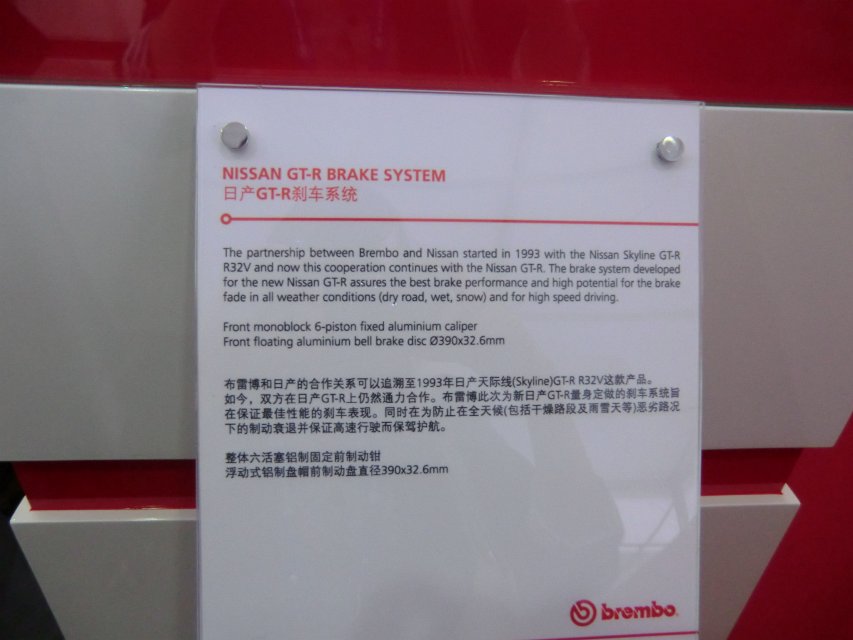 NISSAN GT-R BRAKE SYSTEM
日产GT-R刹车系统
The partnership between Brembo and Nissan started in 1993 with the Nissan Skyline GT-R
R32V and now this cooperation continues with the Nissan GT-R. The brake system developed
for the new Nissan GT-R assures the best brake performance and high potential for the brake
fade in all weather conditions (dry road, wet, snow) and for high speed driving.
Front monoblock 6-piston fixed aluminium caliper
Front floating aluminium bell brake disc Ø390x32.6mm
布雷博和日产的合作关系可以追溯至1993年日产天际线(Skyline)GT-R R32V这款产品。
如今，双方在日产GT-R上仍然通力合作。布雷博此次为新日产GT-R量身定做的刹车系统旨
在保证最佳性能的刹车表现。同时在为防止在全天候(包括干燥路段及雨雪天等)恶劣路况
下的制动衰退并保证高速行驶而保驾护航。
整体六活塞铝制固定前制动钳
浮动式铝制盘帽前制动盘直径390x32.6mm
brembo